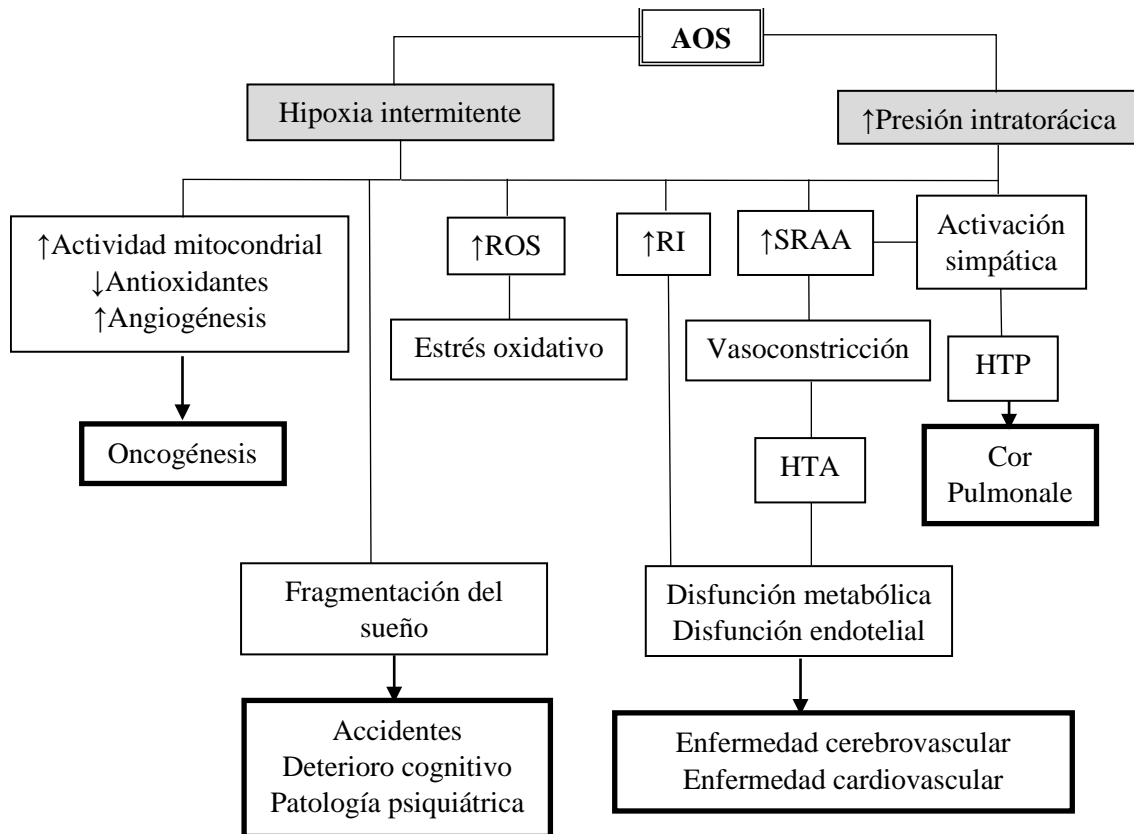 AOS
Hipoxia intermitente
↑Presión intratorácica
↑Actividad mitocondrial
↓Antioxidantes
↑Angiogénesis
↑ROS
↑RI
↑SRAA
Activación
simpática
Estrés oxidativo
Vasoconstricción
HTP
Oncogénesis
HTA
Cor
Pulmonale
Fragmentación del
sueño
Disfunción metabólica
Disfunción endotelial
Accidentes
Deterioro cognitivo
Patología psiquiátrica
Enfermedad cerebrovascular
Enfermedad cardiovascular